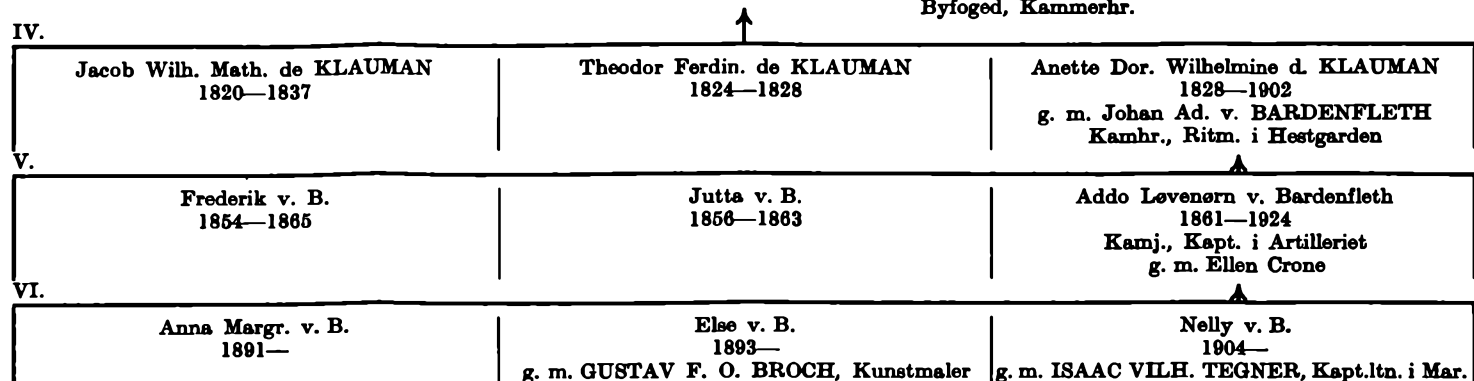 Byfoged, Kammerhr.
IV.
Jacob Wilh. Math. de KLAUMAN
1820—1837
Theodor Ferdin. de KLAUMAN
1824—1828
Anette Dor. Wilhelmine d. KLAUMAN
1828—1902
g. m. Johan Ad. v. BARDENFLETH
Kamhr., Ritm. i Hestgarden
V.
Frederik v. B.
1854—1865
Jutta v. B.
1856—1863
Addo Løvenørn v. Bardenfleth
1861—1924
Kamj., Kapt. i Artilleriet
g. m. Ellen Crone
VI.
Anna Margr. v. B.
1891—
Else v. B.
1893—
g. m. GUSTAV F. O. BROCH, Kunstmaler
Nelly v. B.
1904—
g. m. ISAAC VILH. TEGNER, Kapt.ltn. i Mar.